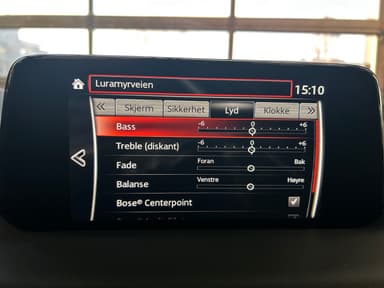 Luramyrveien
15:10
« Skjerm Sikkerhet Lyd Klokke »
Bass -6 0 +6
Treble (diskant) -6 0 +6
Fade Foran Bak
Balanse Venstre Høyre
Bose® Centerpoint